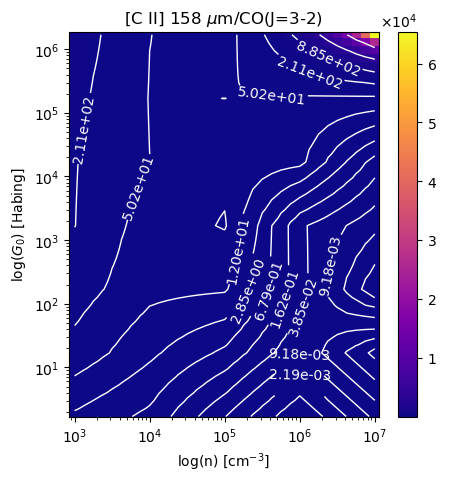 [C II] 158 μm/CO(J=3-2)
×10⁴
log(G₀) [Habing]
10⁶
10⁵
10⁴
10³
10²
10¹
8.85e+02
2.11e+02
5.02e+01
2.11e+02
5.02e+01
1.20e+01
2.85e+00
6.79e-01
1.62e-01
3.85e-02
9.18e-03
9.18e-03
2.19e-03
6
5
4
3
2
1
10³ 10⁴ 10⁵ 10⁶ 10⁷
log(n) [cm⁻³]